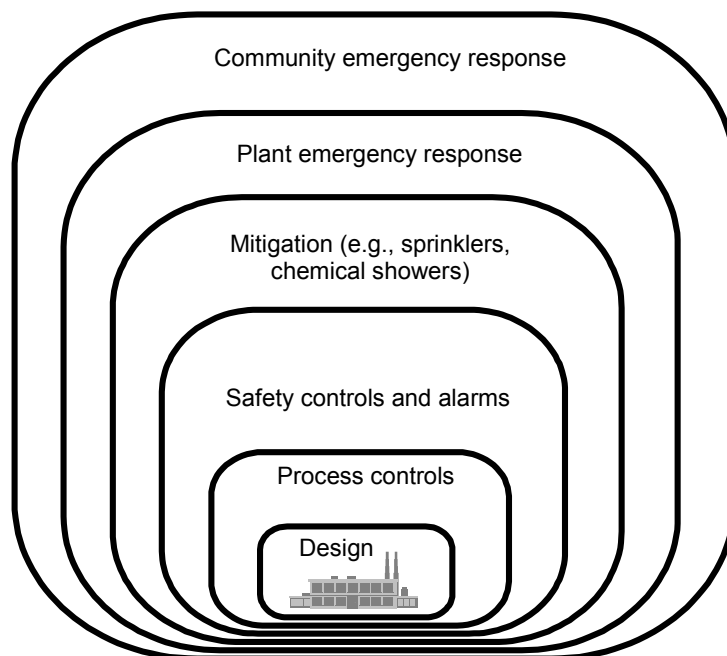 Community emergency response
Plant emergency response
Mitigation (e.g., sprinklers,
chemical showers)
Safety controls and alarms
Process controls
Design